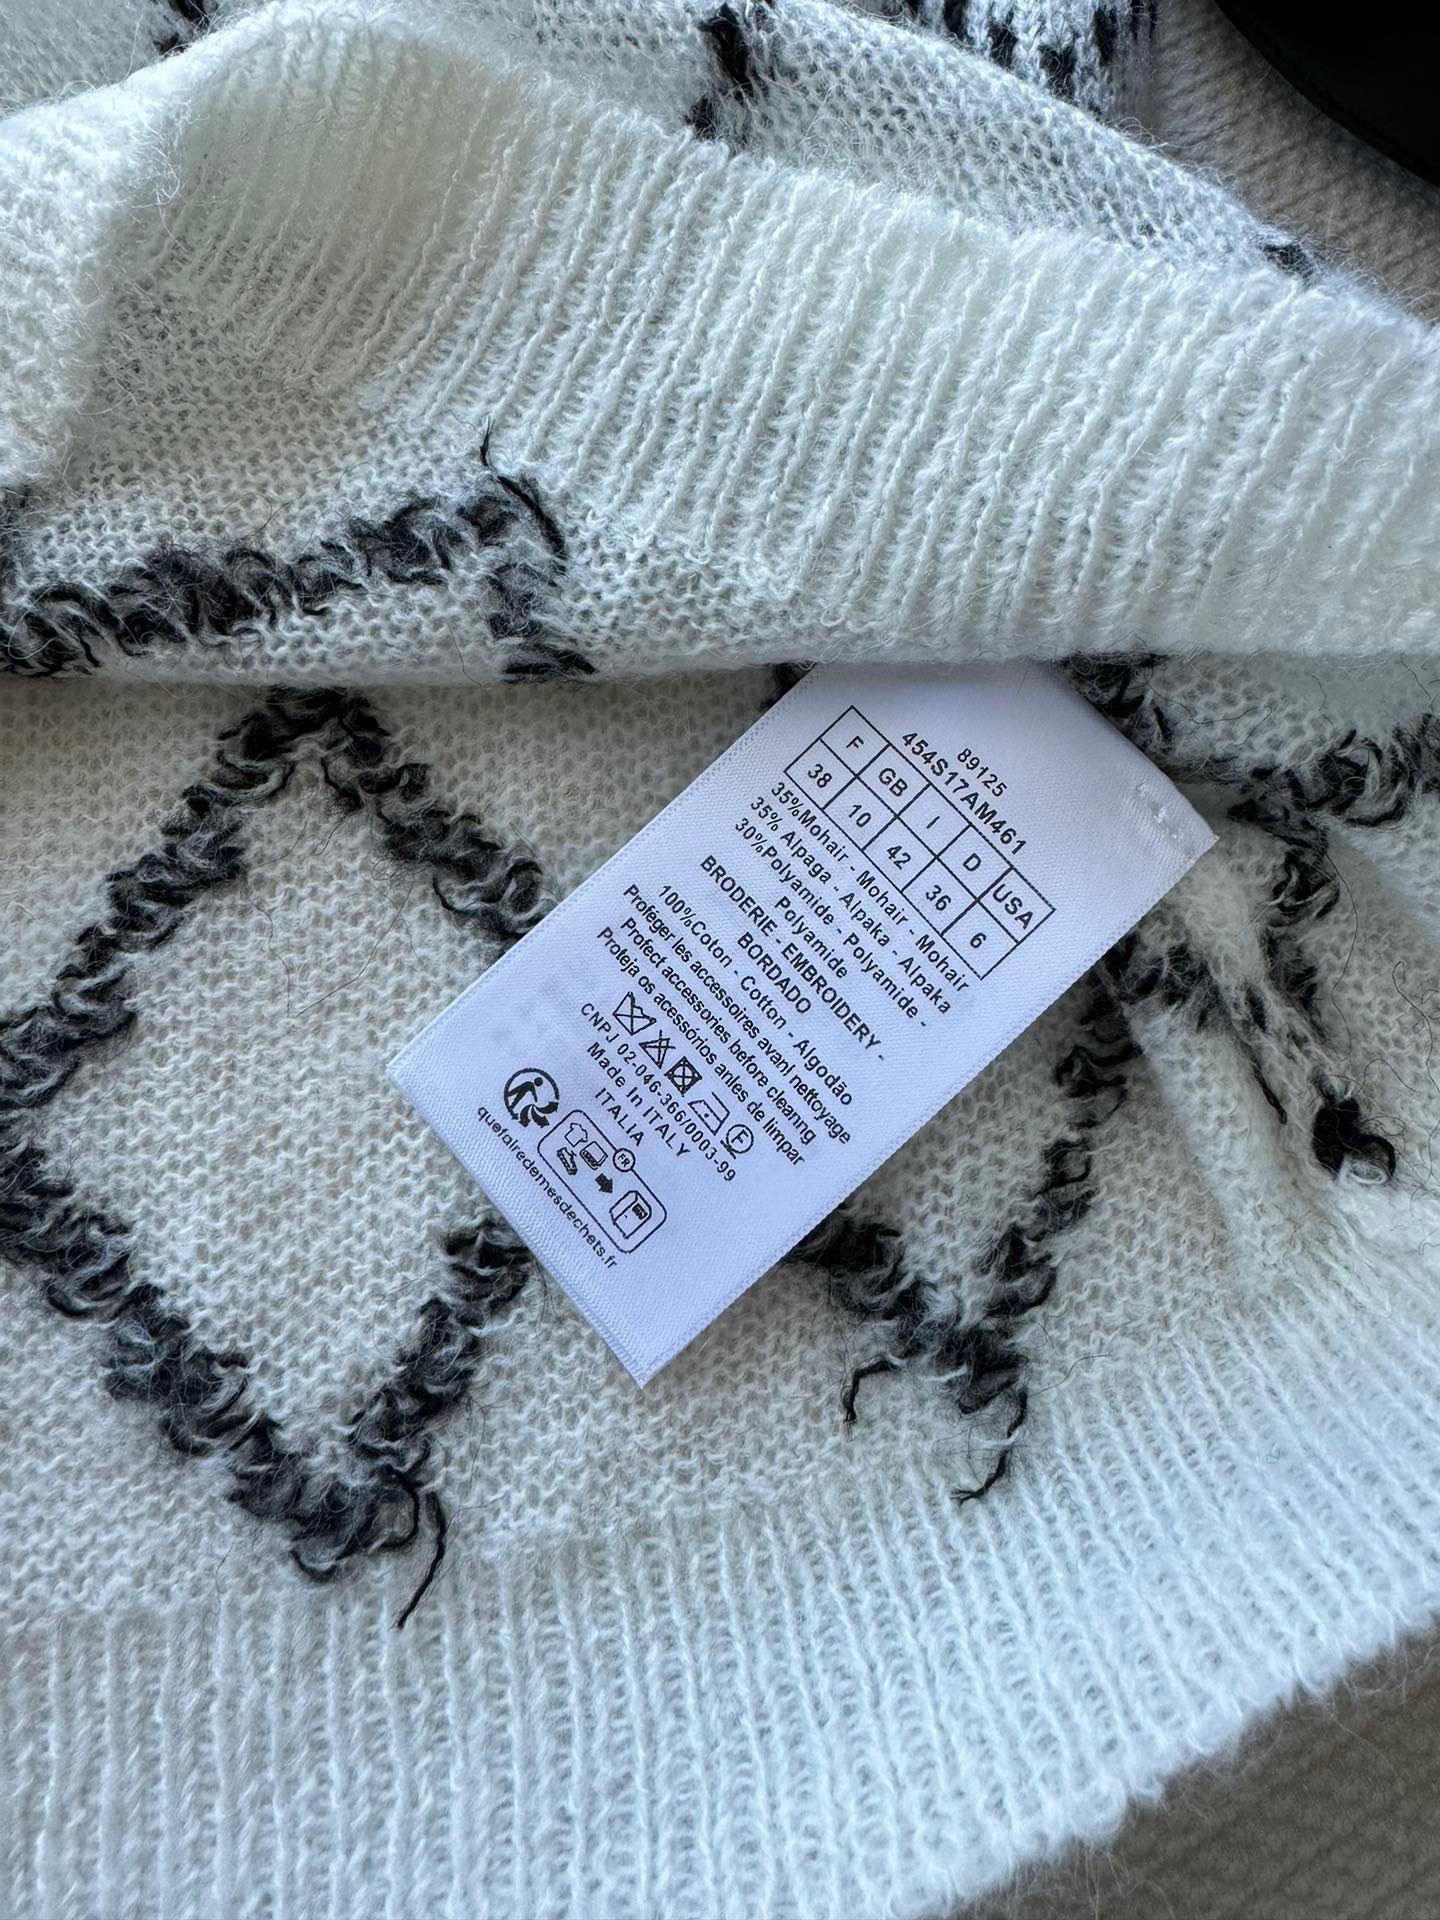 89125
454S17AM461
F GB I D USA
38 10 42 36 6
35%Mohair - Mohair - Mohair
35% Alpaga - Alpaka - Alpaka
30%Polyamide - Polyamide -
Polyamide
BRODERIE - EMBROIDERY -
BORDADO
100%Coton - Cotton - Algodão
Protéger les accessoires avant nettoyage
Protect accessories before cleaning
Proteja os acessórios antes de limpar
F
CNPJ 02-046-366/0003-99
Made In ITALY
ITALIA
FR
quefairedemesdechets.fr